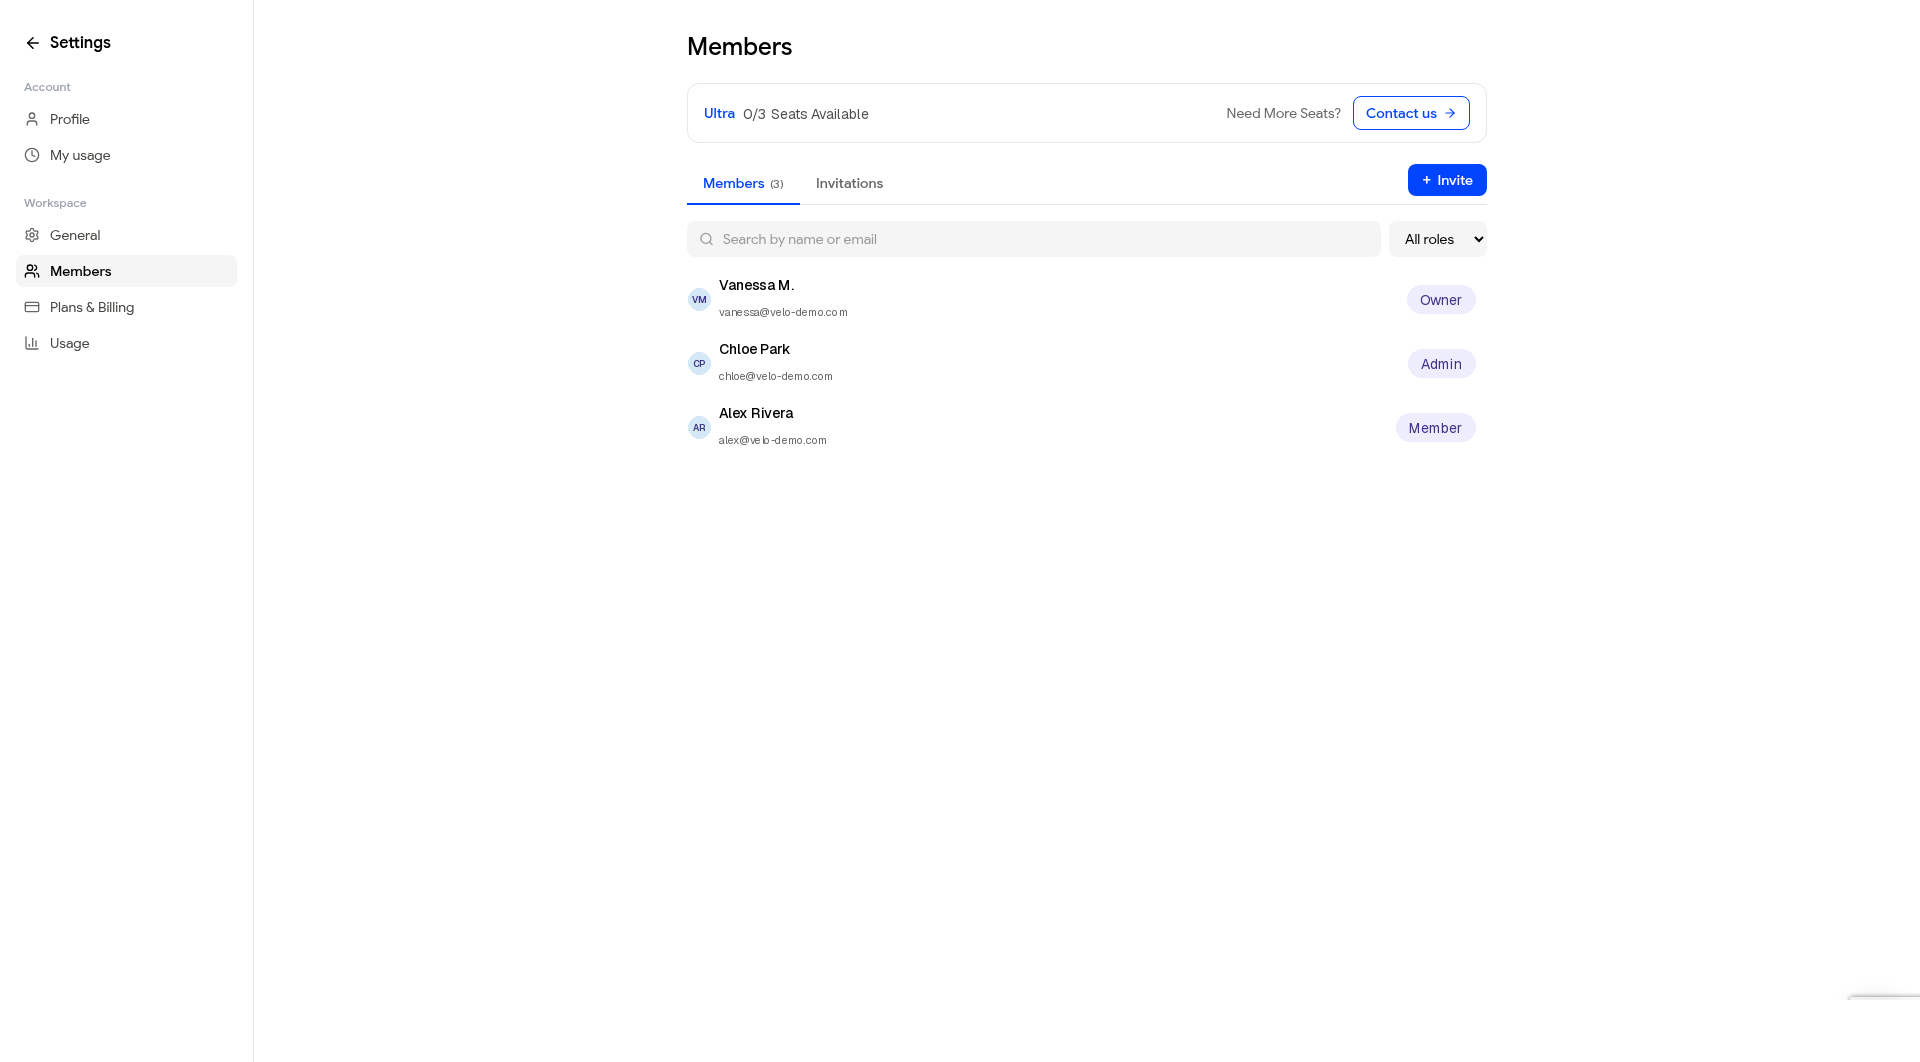 Settings
Account
Profile
My usage
Workspace
General
Members
Plans & Billing
Usage
Members
Ultra 0/3 Seats Available
Need More Seats? Contact us →
Members (3)
Invitations
+ Invite
Search by name or email
All roles
VM
Vanessa M.
vanessa@velo-demo.com
Owner
CP
Chloe Park
chloe@velo-demo.com
Admin
AR
Alex Rivera
alex@velo-demo.com
Member